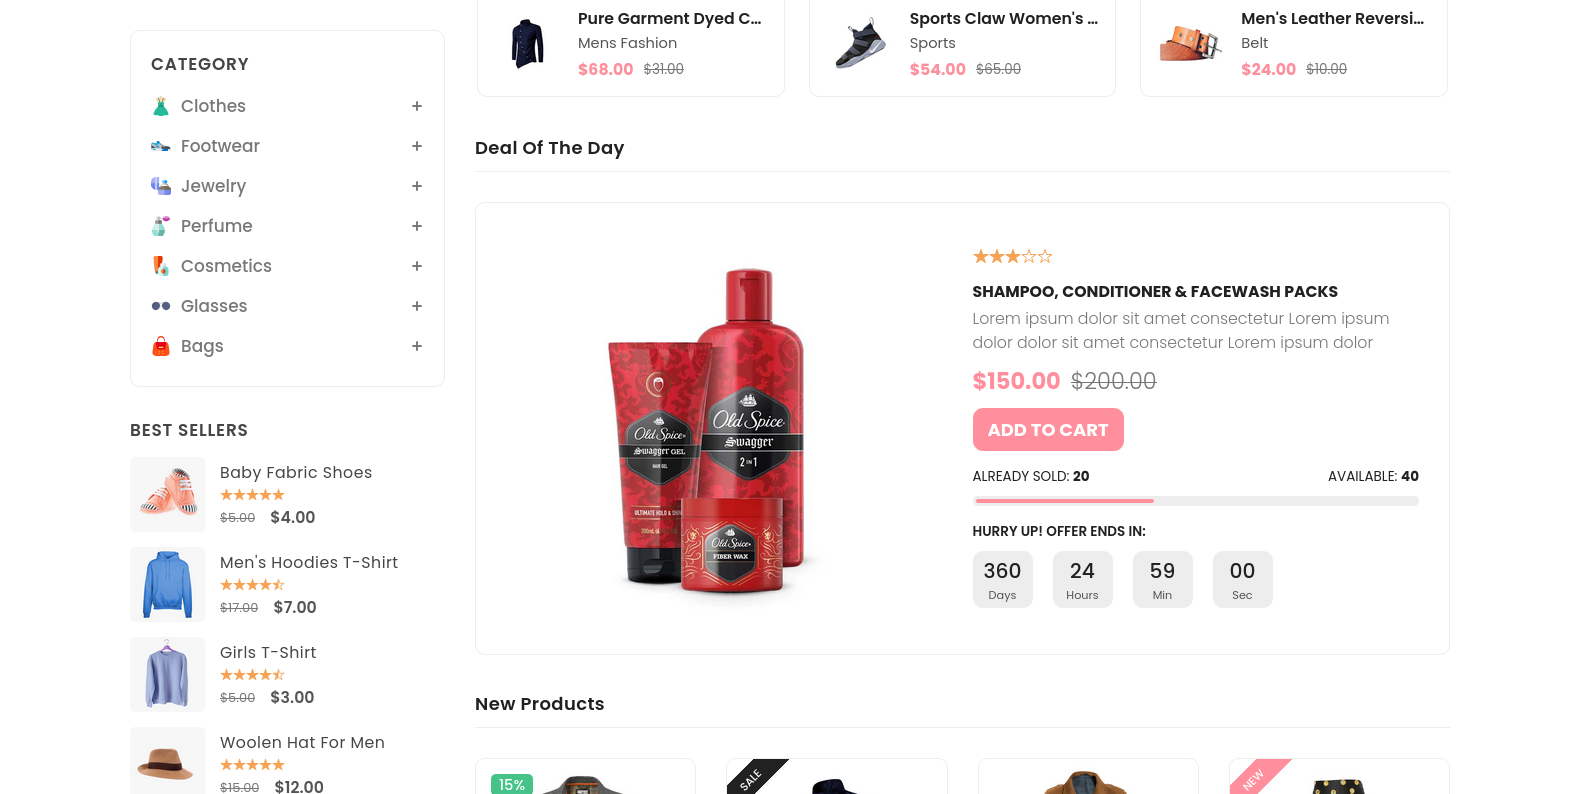 Pure Garment Dyed C...
Mens Fashion
$68.00 $31.00
Sports Claw Women's ...
Sports
$54.00 $65.00
Men's Leather Reversi...
Belt
$24.00 $10.00
CATEGORY
Clothes +
Footwear +
Jewelry +
Perfume +
Cosmetics +
Glasses +
Bags +
BEST SELLERS
Baby Fabric Shoes
$5.00 $4.00
Men's Hoodies T-Shirt
$17.00 $7.00
Girls T-Shirt
$5.00 $3.00
Woolen Hat For Men
$15.00 $12.00
Deal Of The Day
Old Spice
Swagger GEL
HAIR GEL
ULTIMATE HOLD & SHIN
Old Spice
Swagger
2 IN 1
Old Spice
FIBER WAX
SHAMPOO, CONDITIONER & FACEWASH PACKS
Lorem ipsum dolor sit amet consectetur Lorem ipsum
dolor dolor sit amet consectetur Lorem ipsum dolor
$150.00 $200.00
ADD TO CART
ALREADY SOLD: 20 AVAILABLE: 40
HURRY UP! OFFER ENDS IN:
360 24 59 00
Days Hours Min Sec
New Products
15%
SALE
NEW